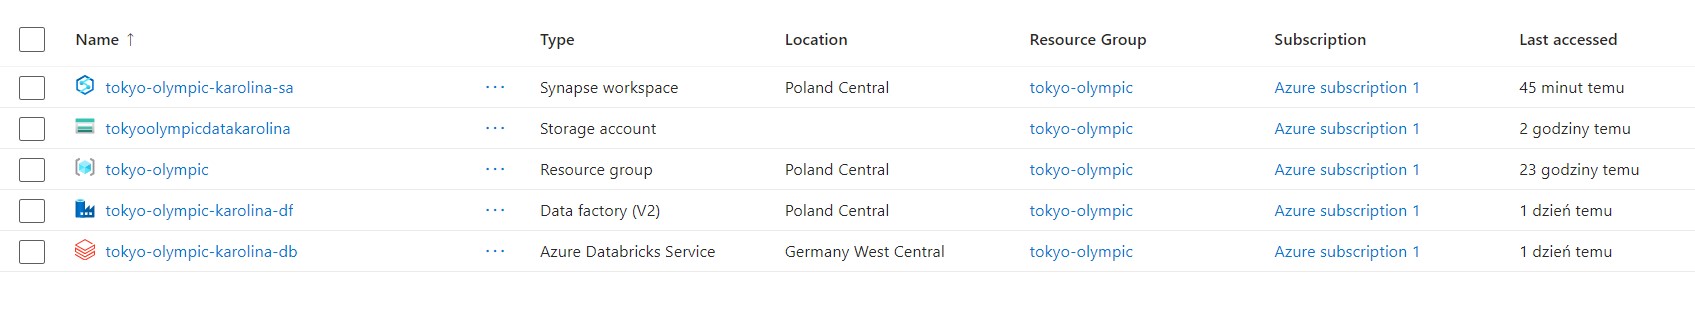 Name ↑ Type Location Resource Group Subscription Last accessed
tokyo-olympic-karolina-sa ··· Synapse workspace Poland Central tokyo-olympic Azure subscription 1 45 minut temu
tokyoolympicdatakarolina ··· Storage account tokyo-olympic Azure subscription 1 2 godziny temu
tokyo-olympic ··· Resource group Poland Central tokyo-olympic Azure subscription 1 23 godziny temu
tokyo-olympic-karolina-df ··· Data factory (V2) Poland Central tokyo-olympic Azure subscription 1 1 dzień temu
tokyo-olympic-karolina-db ··· Azure Databricks Service Germany West Central tokyo-olympic Azure subscription 1 1 dzień temu